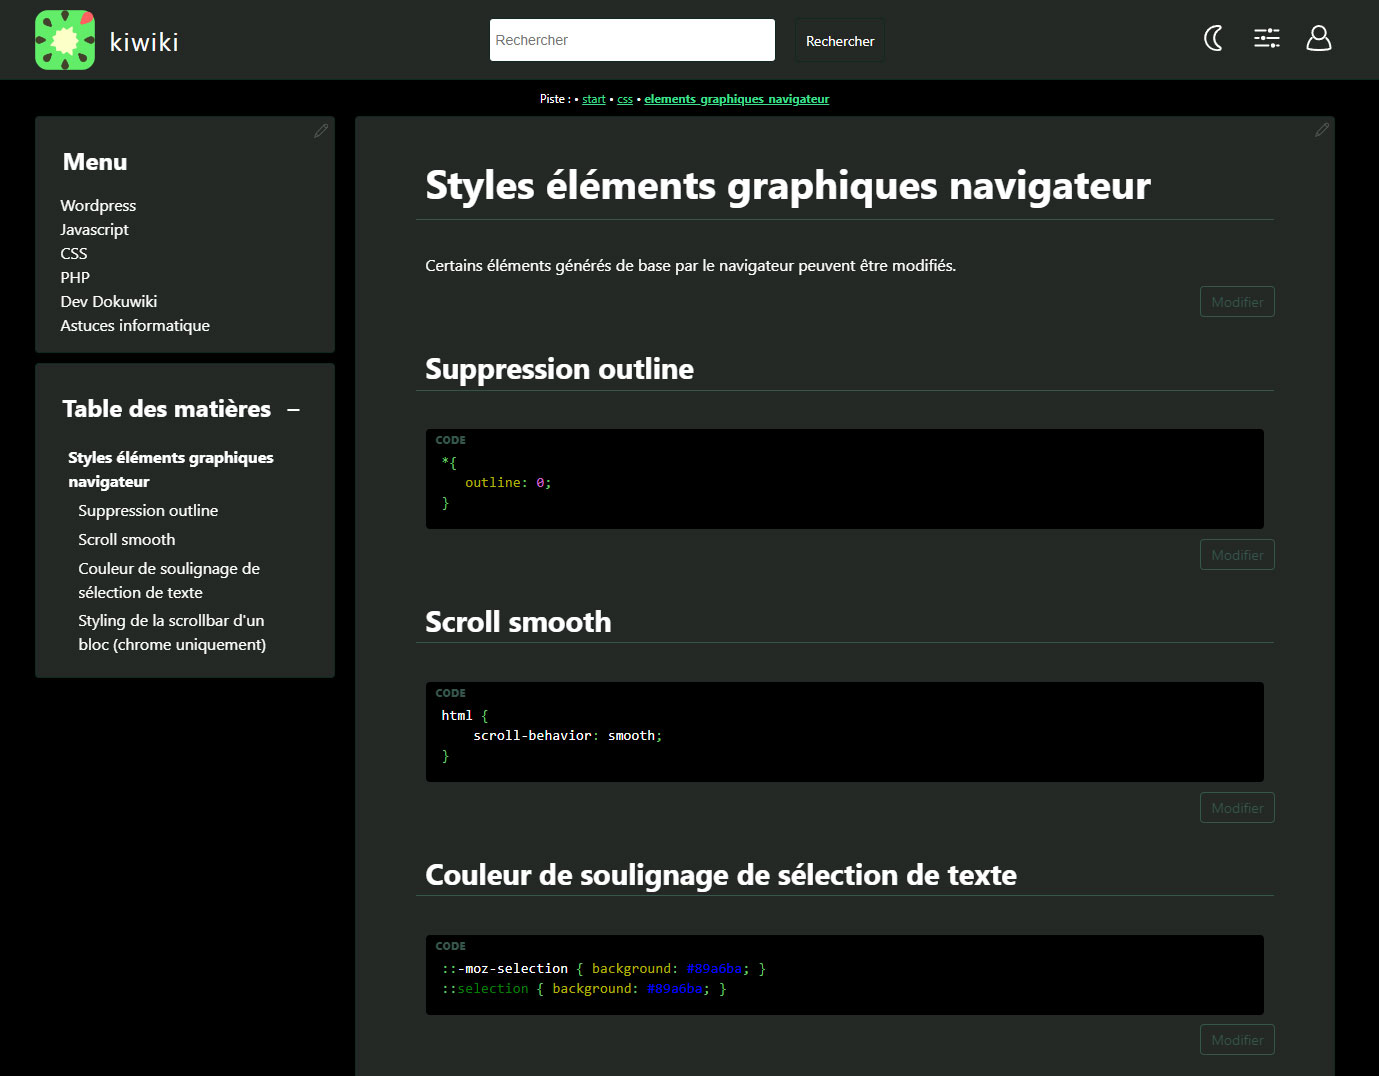 kiwiki
Rechercher
Rechercher
Piste : • start • css • elements_graphiques_navigateur
Menu
Wordpress
Javascript
CSS
PHP
Dev Dokuwiki
Astuces informatique
Table des matières −
Styles éléments graphiques
navigateur
Suppression outline
Scroll smooth
Couleur de soulignage de
sélection de texte
Styling de la scrollbar d'un
bloc (chrome uniquement)
Styles éléments graphiques navigateur
Certains éléments générés de base par le navigateur peuvent être modifiés.
Modifier
Suppression outline
CODE
*{
outline: 0;
}
Modifier
Scroll smooth
CODE
html {
scroll-behavior: smooth;
}
Modifier
Couleur de soulignage de sélection de texte
CODE
::-moz-selection { background: #89a6ba; }
::selection { background: #89a6ba; }
Modifier